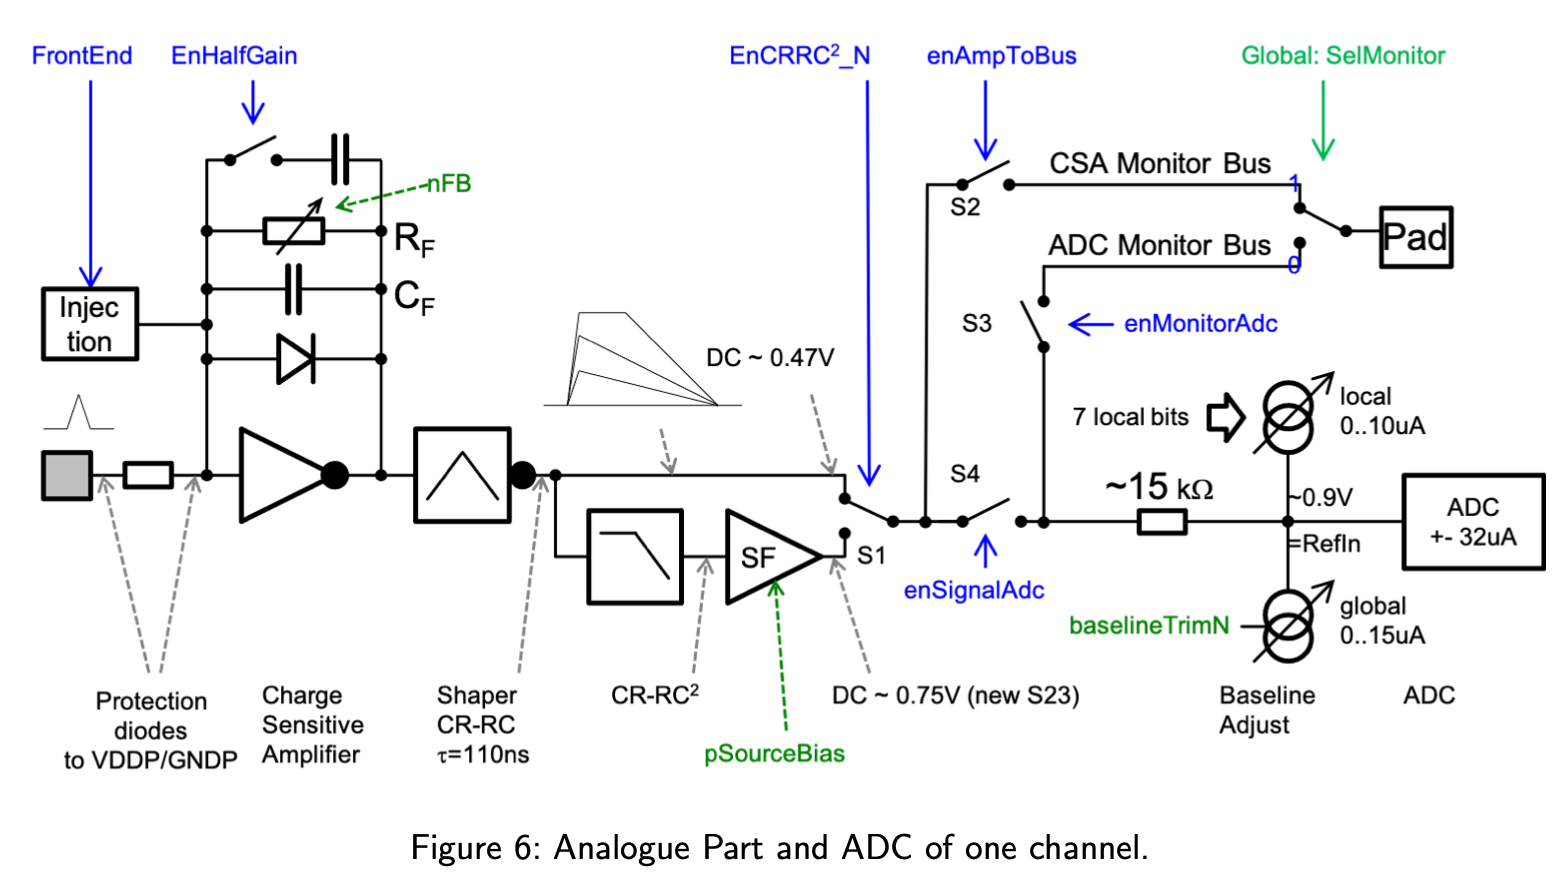 FrontEnd
EnHalfGain
EnCRRC²_N
enAmpToBus
Global: SelMonitor
CSA Monitor Bus
1
nFB
S2
RF
Pad
ADC Monitor Bus
0
CF
Injec
tion
S3
enMonitorAdc
DC ~ 0.47V
7 local bits
local
0..10uA
S4
~15 kΩ
~0.9V
ADC
+- 32uA
=RefIn
SF
S1
enSignalAdc
baselineTrimN
global
0..15uA
Protection
diodes
to VDDP/GNDP
Charge
Sensitive
Amplifier
Shaper
CR-RC
τ=110ns
CR-RC²
DC ~ 0.75V (new S23)
Baseline
Adjust
ADC
pSourceBias
Figure 6: Analogue Part and ADC of one channel.